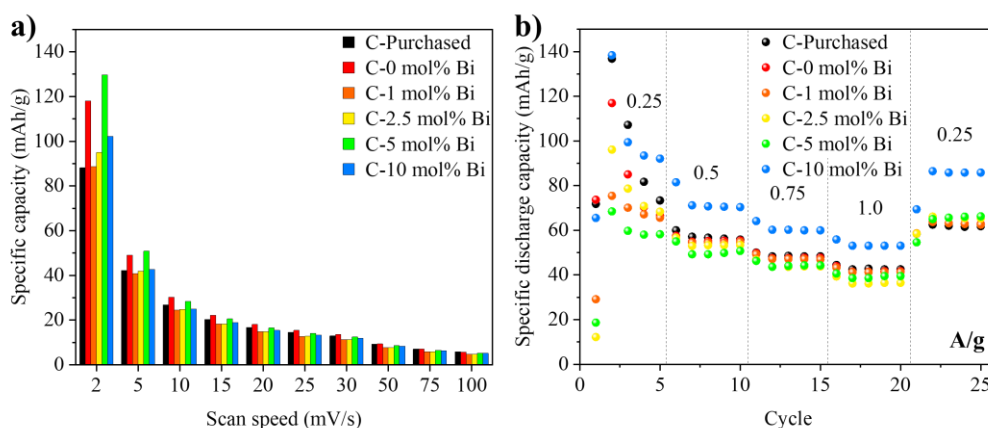 a)
140
120
100
80
60
40
20
0
Specific capacity (mAh/g)
C-Purchased
C-0 mol% Bi
C-1 mol% Bi
C-2.5 mol% Bi
C-5 mol% Bi
C-10 mol% Bi
2 5 10 15 20 25 30 50 75 100
Scan speed (mV/s)
b)
140
120
100
80
60
40
20
0
Specific discharge capacity (mAh/g)
C-Purchased
C-0 mol% Bi
C-1 mol% Bi
C-2.5 mol% Bi
C-5 mol% Bi
C-10 mol% Bi
0.25
0.5
0.75
1.0
0.25
A/g
0 5 10 15 20 25
Cycle